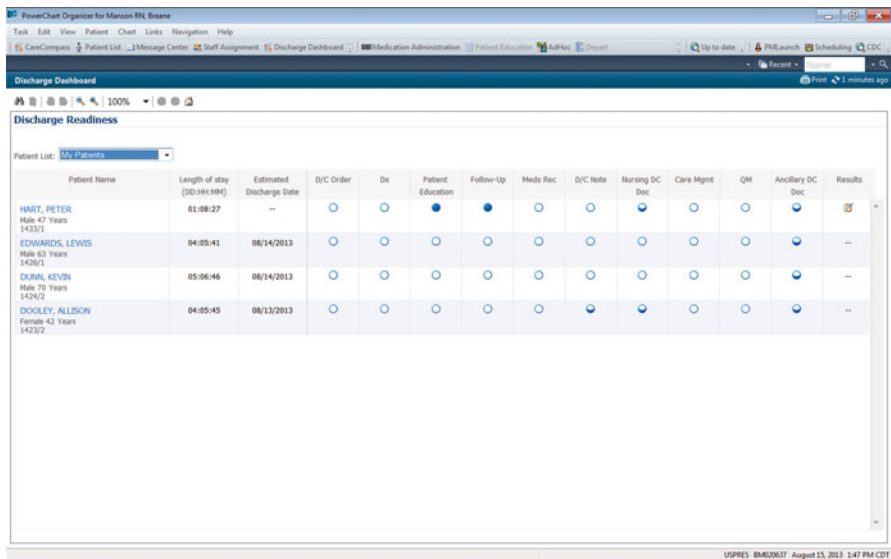 PowerChart Organizer for Maroon RN, Breane
Task Edit View Patient Chart Links Navigation Help
CareCompass Patient List Message Center Staff Assignment Discharge Dashboard Medication Administration Patient Education AdHoc Depart Up to date PMLaunch Scheduling CDC
Recent Name
Discharge Dashboard Print 1 minutes ago
100%
Discharge Readiness
Patient List: My Patients
Patient Name Length of stay Estimated D/C Order Dx Patient Follow-Up Meds Rec D/C Note Nursing DC Care Mgmt QM Ancillary DC Results
(DD:HH:MM) Discharge Date Education Doc Doc
HART, PETER 01:08:27 --
Male 47 Years
1433/1
EDWARDS, LEWIS 04:05:41 08/14/2013 --
Male 63 Years
1426/1
DUNN, KEVIN 05:06:46 08/14/2013 --
Male 70 Years
1424/2
DOOLEY, ALLISON 04:05:45 08/13/2013 --
Female 42 Years
1423/2
USPRES BM020637 August 15, 2013 1:47 PM CDT